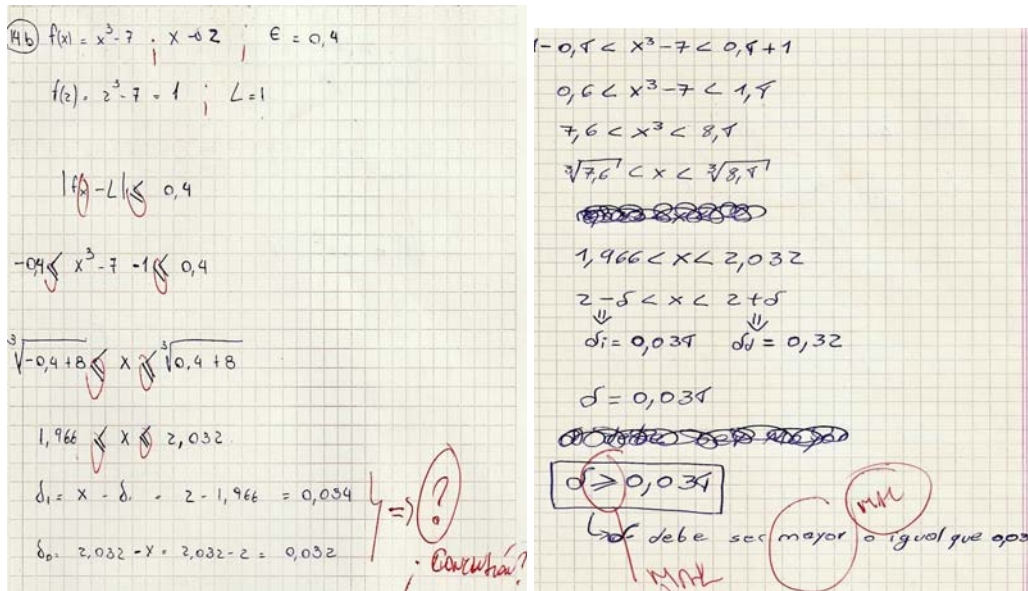 14b) f(x) = x³-7 ; x→2 ; ϵ = 0,4
f(2) = 2³-7 = 1 ; L=1
|f(x) - L| ≤ 0,4
-0,4 ≤ x³-7 -1 ≤ 0,4
∛(-0,4+8) ≤ x ≤ ∛(0,4+8)
1,966 ≤ x ≤ 2,032
δᵢ = x - δᵢ = 2-1,966 = 0,034
δ_D = 2,032 -x = 2,032-2 = 0,032
⇒ ?
¿Conclusión?
1-0,4 < x³-7 < 0,4+1
0,6 < x³-7 < 1,4
7,6 < x³ < 8,4
∛7,6 < x < ∛8,4
1,966 < x < 2,032
2-δ < x < 2+δ
⇓ ⇓
δi = 0,034 δd = 0,32
δ = 0,034
δ ≥ 0,034
MAL
↳ δ debe ser mayor o igual que 0,03
MAL